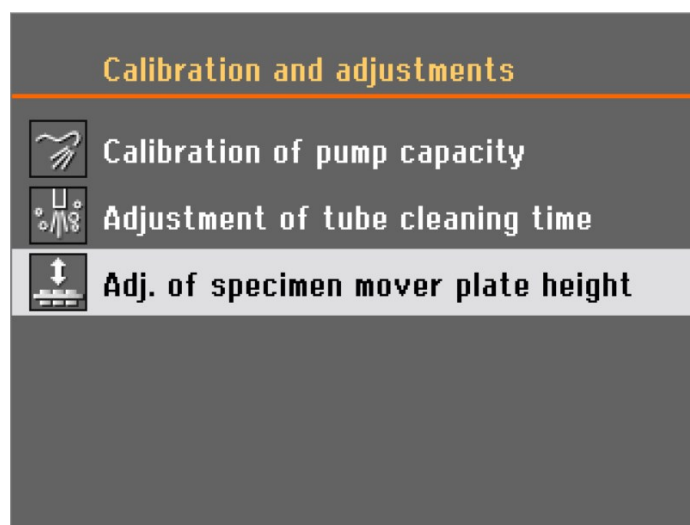 Calibration and adjustments
Calibration of pump capacity
Adjustment of tube cleaning time
Adj. of specimen mover plate height